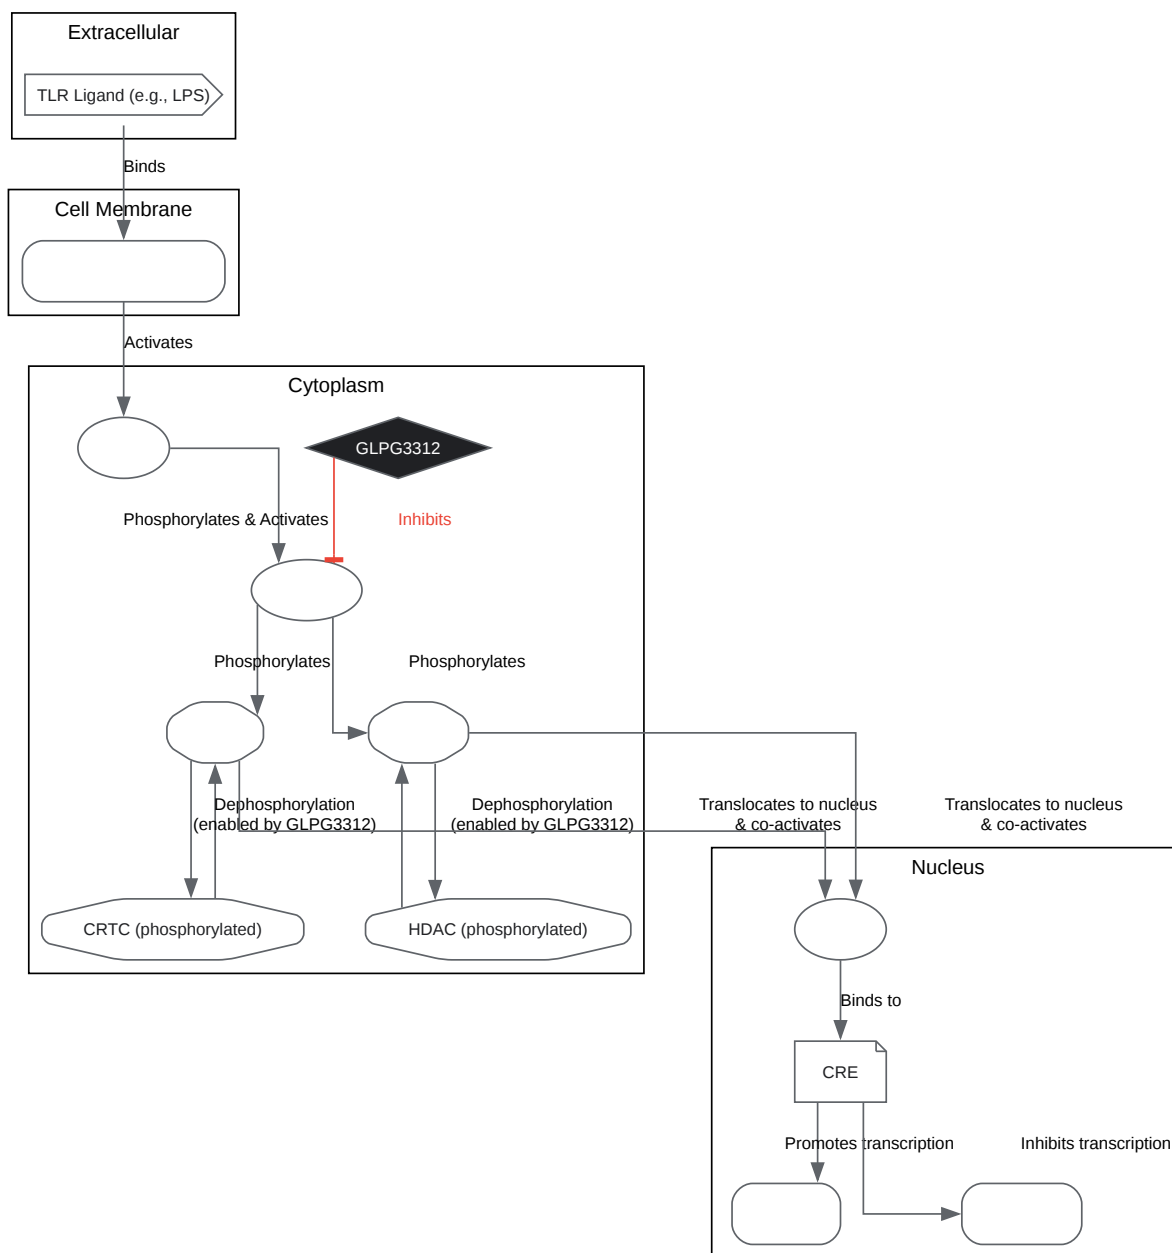 Extracellular
TLR Ligand (e.g., LPS)
Binds
Cell Membrane
Activates
Cytoplasm
GLPG3312
Phosphorylates & Activates
Inhibits
Phosphorylates
Phosphorylates
Dephosphorylation
(enabled by GLPG3312)
Dephosphorylation
(enabled by GLPG3312)
Translocates to nucleus
& co-activates
Translocates to nucleus
& co-activates
Nucleus
CRTC (phosphorylated)
HDAC (phosphorylated)
Binds to
CRE
Promotes transcription
Inhibits transcription